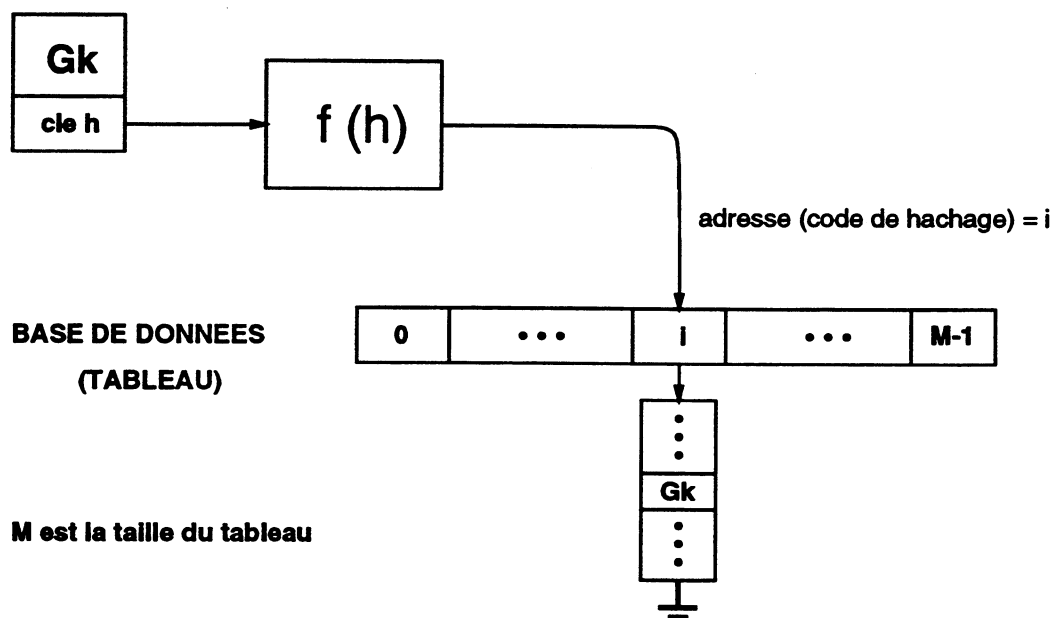 Gk
cle h
f (h)
adresse (code de hachage) = i
BASE DE DONNEES
(TABLEAU)
0 • • • i • • • M-1
Gk
M est la taille du tableau